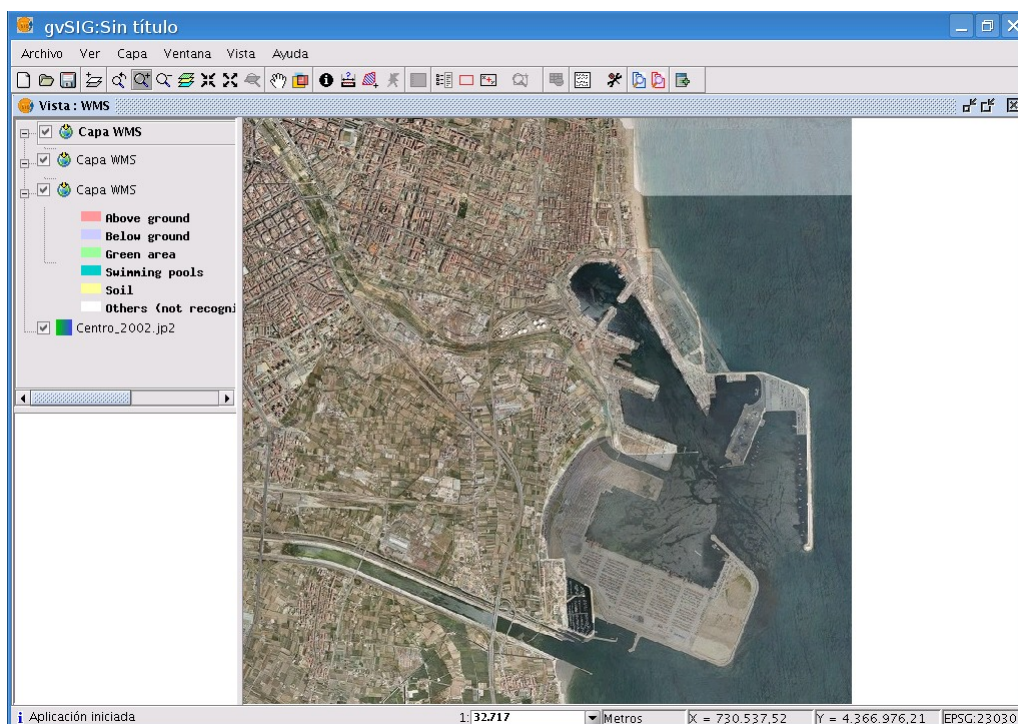 gvSIG:Sin título
Archivo Ver Capa Ventana Vista Ayuda
Vista : WMS
Capa WMS
Capa WMS
Capa WMS
Above ground
Below ground
Green area
Swimming pools
Soil
Others (not recogni
Centro_2002.jp2
Aplicación iniciada
1: 32.717
Metros
X = 730.537,52
Y = 4.366.976,21
EPSG:23030